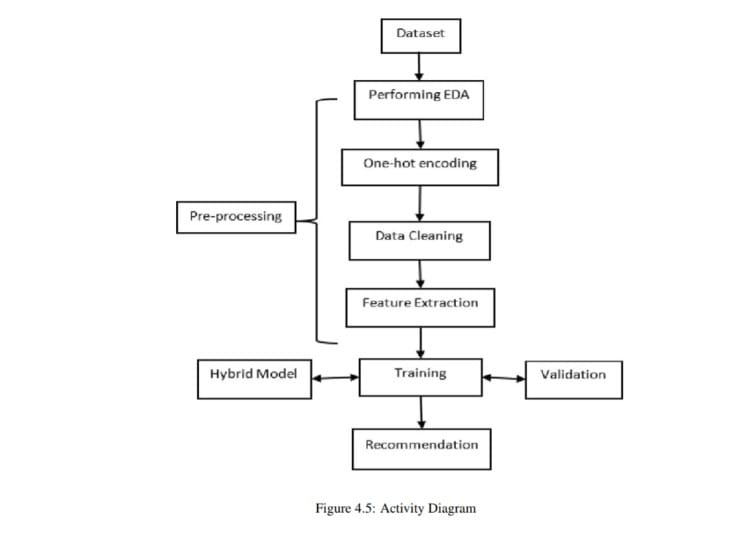 Dataset
Performing EDA
One-hot encoding
Pre-processing
Data Cleaning
Feature Extraction
Hybrid Model
Training
Validation
Recommendation
Figure 4.5: Activity Diagram